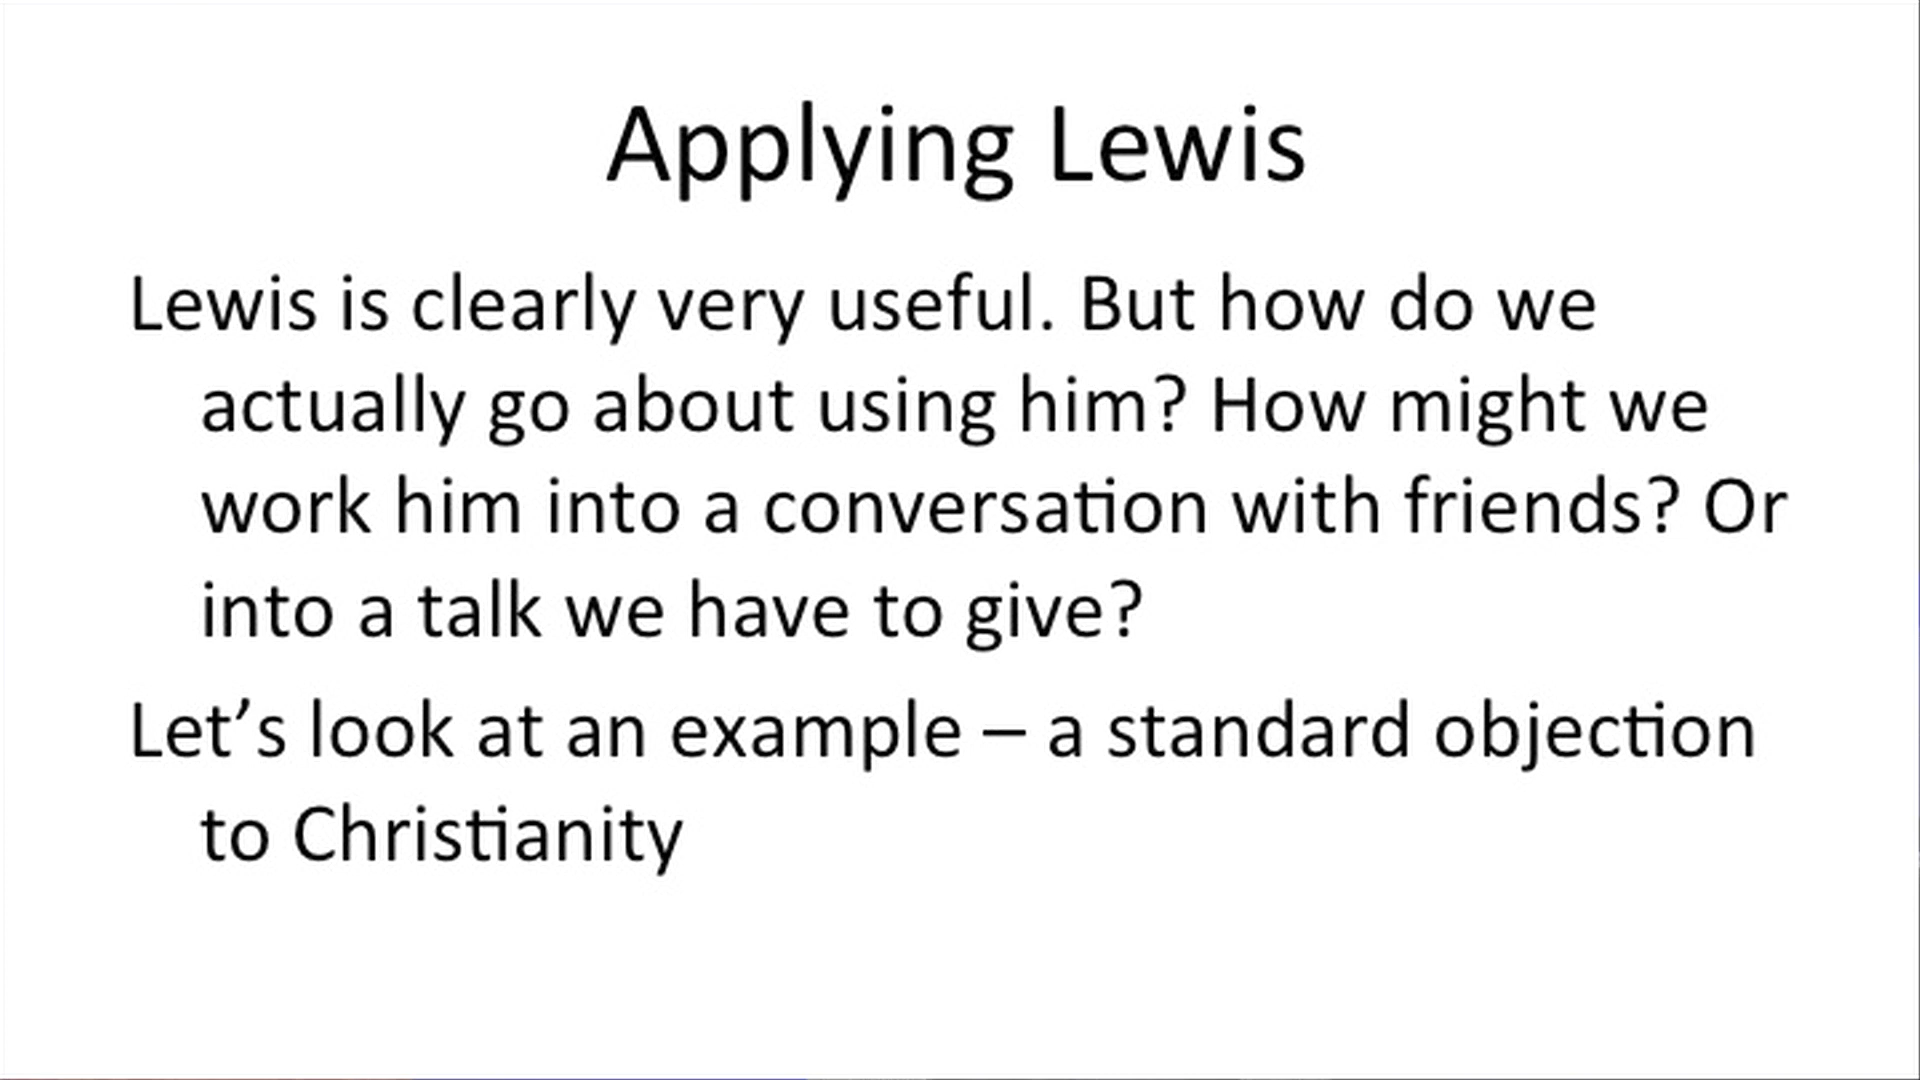 Applying Lewis
Lewis is clearly very useful. But how do we
actually go about using him? How might we
work him into a conversation with friends? Or
into a talk we have to give?
Let’s look at an example – a standard objection
to Christianity